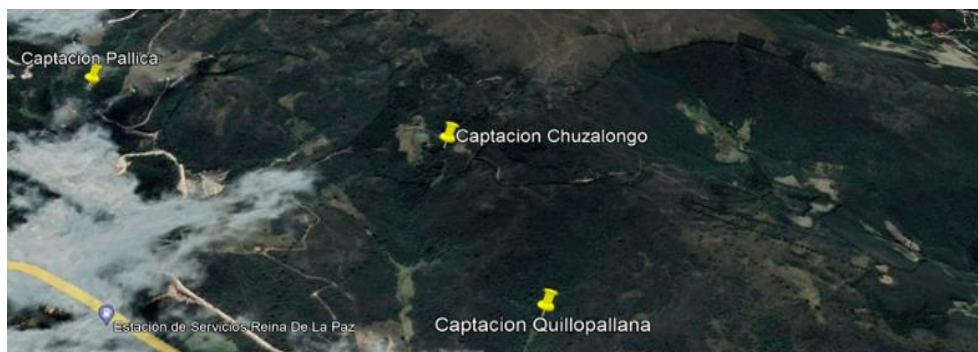 Captacion Pallica
Captacion Chuzalongo
Captacion Quillopallana
Estación de Servicios Reina De La Paz